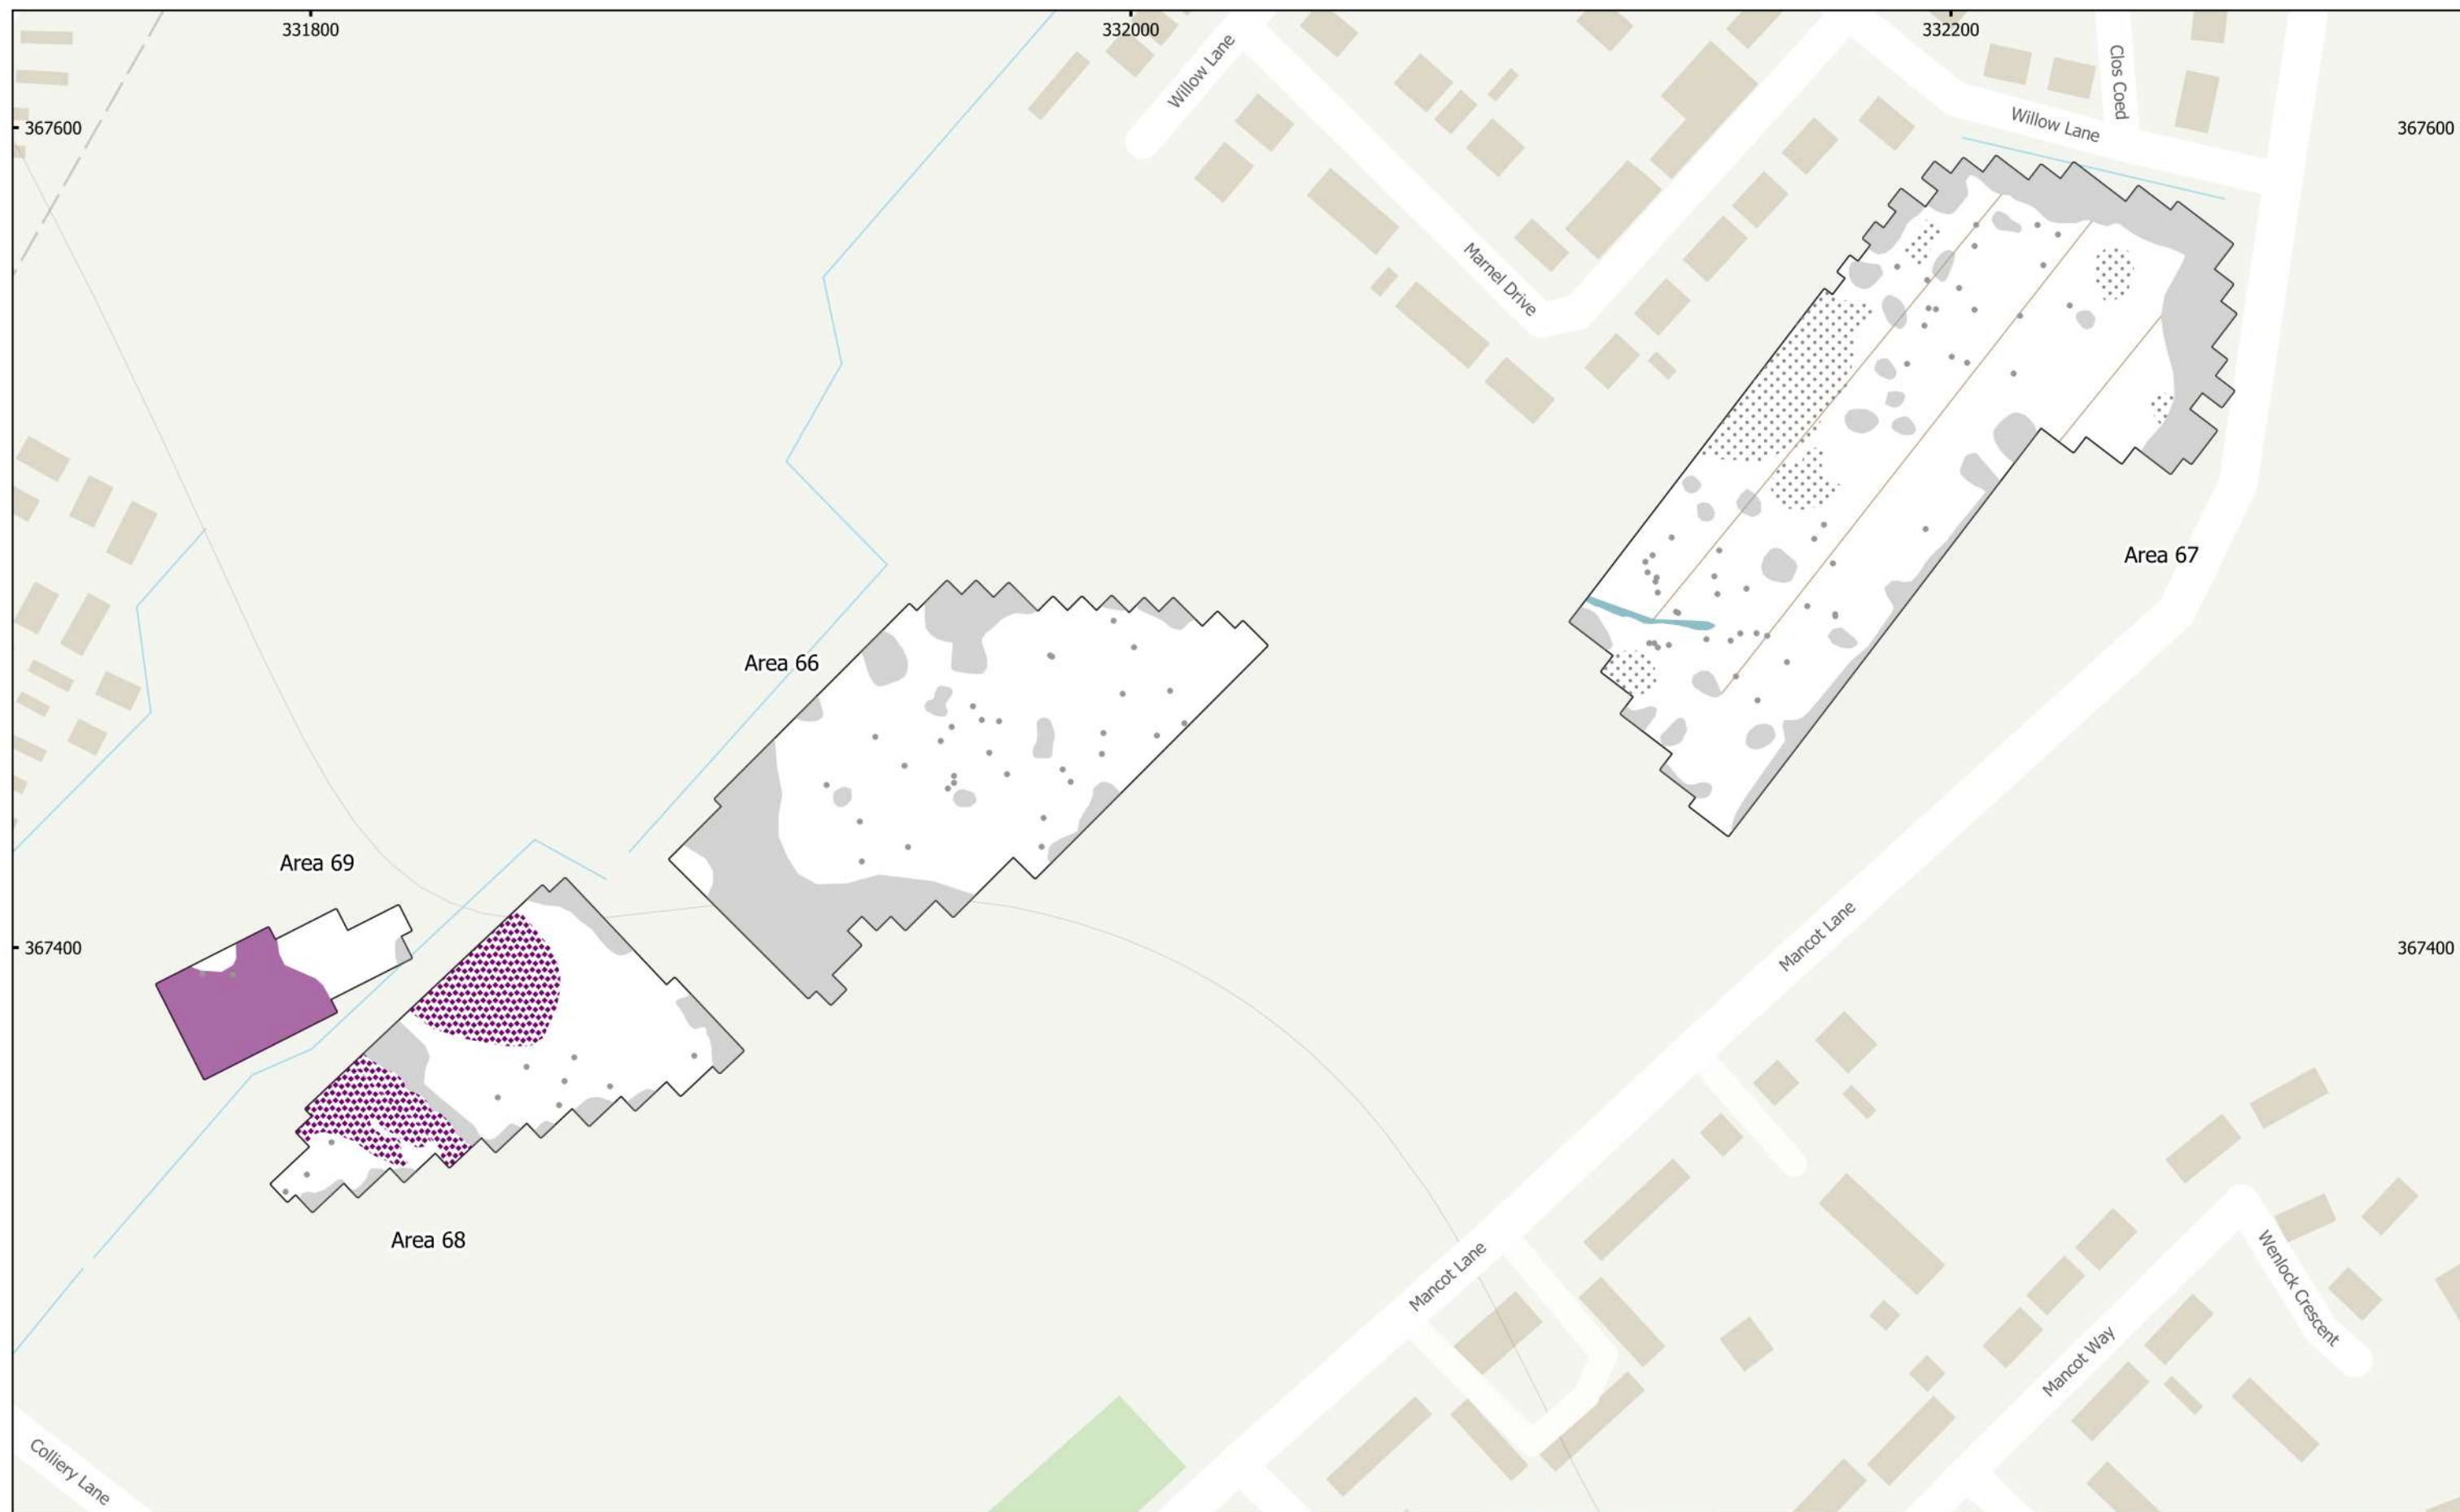 331800
332000
332200
367600
367600
Willow Lane
Clos Coed
Willow Lane
Marnel Drive
Area 67
Area 66
Area 69
367400
367400
Mancot Lane
Area 68
Mancot Lane
Wenlock Crescent
Mancot Way
Colliery Lane